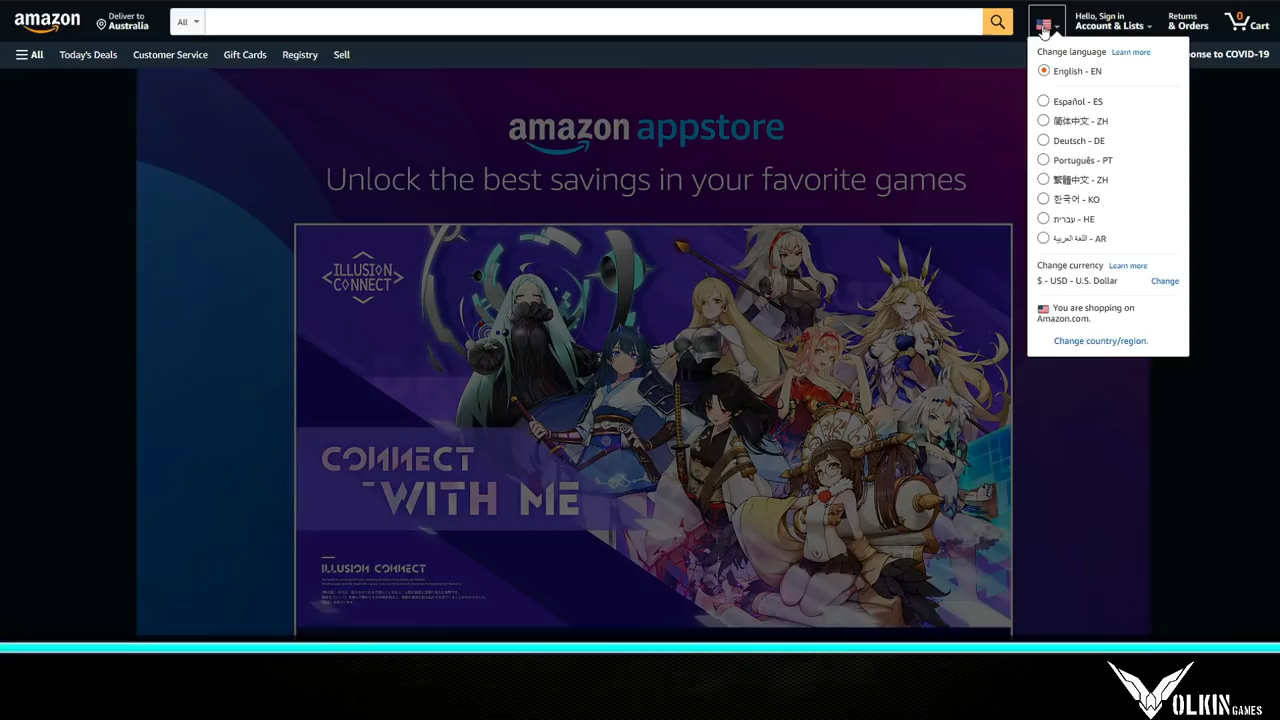 amazon
Deliver to
Australia
All
Hello, Sign in
Account & Lists
Returns
& Orders
0
Cart
All
Today's Deals
Customer Service
Gift Cards
Registry
Sell
onse to COVID-19
Change language Learn more
English - EN
Español - ES
简体中文 - ZH
Deutsch - DE
Português - PT
繁體中文 - ZH
한국어 - KO
עברית - HE
اللغة العربية - AR
Change currency Learn more
$ - USD - U.S. Dollar
Change
You are shopping on
Amazon.com.
Change country/region.
amazon appstore
Unlock the best savings in your favorite games
ILLUSION
CONNECT
CONNECT
-WITH ME
ILLUSION CONNECT
VOLKIN GAMES